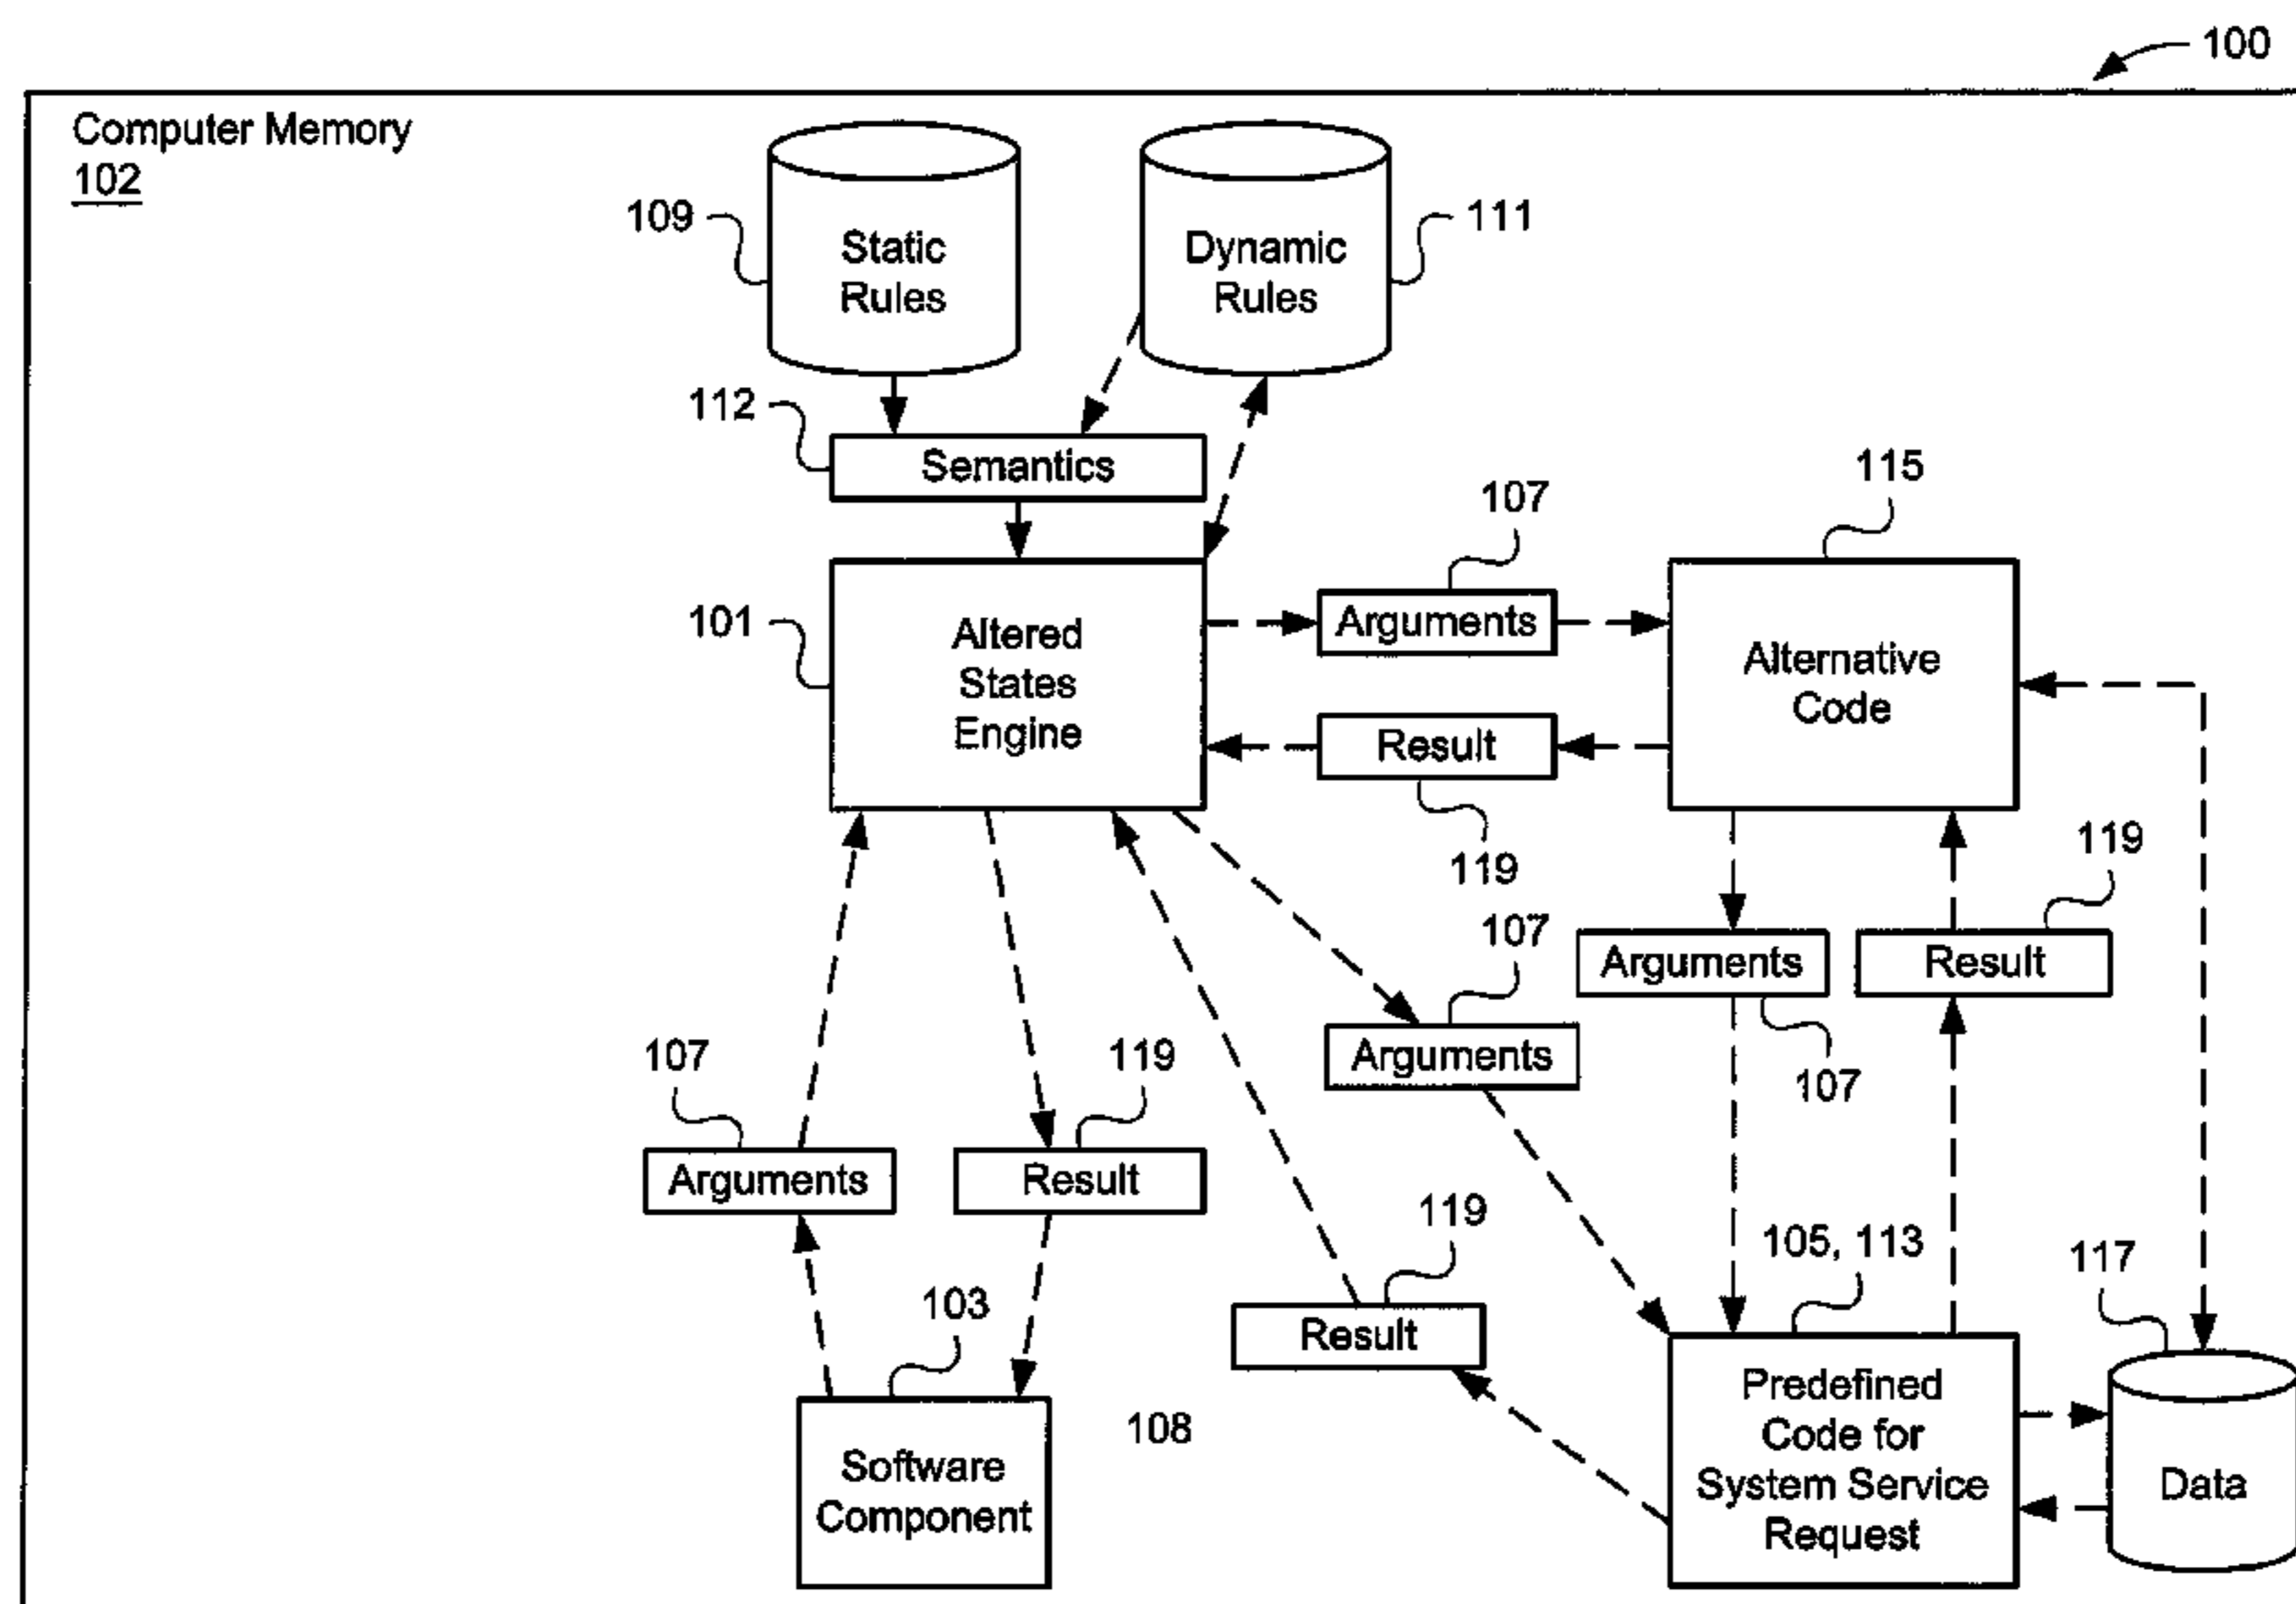 100
Computer Memory
102
109
Static
Rules
Dynamic
Rules
111
112
Semantics
107
115
101
Altered
States
Engine
Arguments
Alternative
Code
Result
119
119
107
Arguments
Result
107
119
Arguments
107
Arguments
Result
119
105, 113
117
103
Result
108
Software
Component
Predefined
Code for
System Service
Request
Data